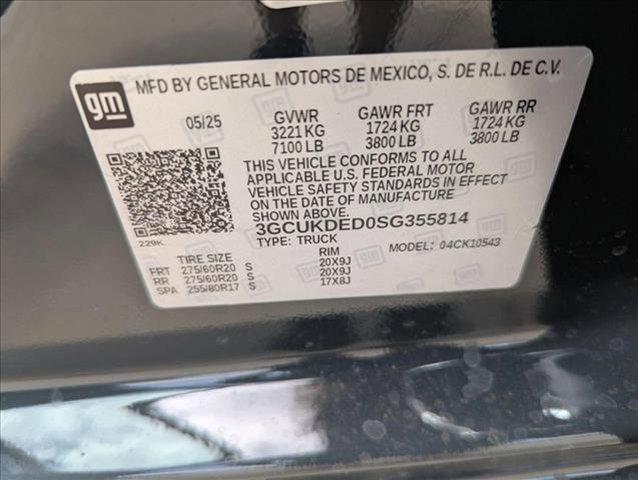 gm
MFD BY GENERAL MOTORS DE MEXICO, S. DE R.L. DE C.V.
05/25 GVWR GAWR FRT GAWR RR
3221 KG 1724 KG 1724 KG
7100 LB 3800 LB 3800 LB
THIS VEHICLE CONFORMS TO ALL
APPLICABLE U.S. FEDERAL MOTOR
VEHICLE SAFETY STANDARDS IN EFFECT
ON THE DATE OF MANUFACTURE
SHOWN ABOVE.
3GCUKDED0SG355814
229K
TYPE: TRUCK MODEL: 04CK10543
TIRE SIZE RIM
FRT 275/60R20 S 20X9J
RR 275/60R20 S 20X9J
SPA 255/80R17 S 17X8J